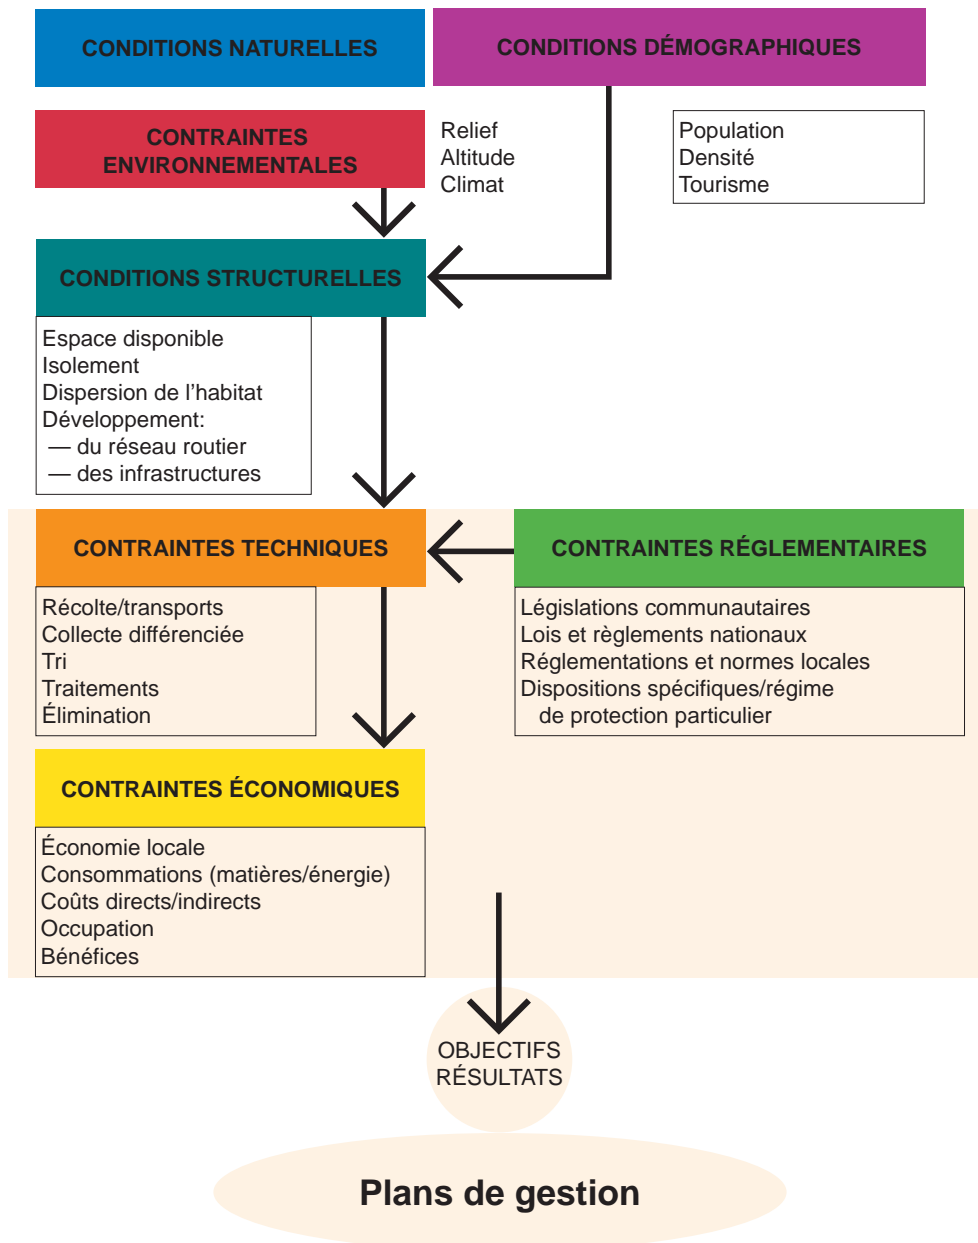 CONDITIONS NATURELLES
CONDITIONS DÉMOGRAPHIQUES
CONTRAINTES
ENVIRONNEMENTALES
Relief
Altitude
Climat
Population
Densité
Tourisme
CONDITIONS STRUCTURELLES
Espace disponible
Isolement
Dispersion de l’habitat
Développement:
— du réseau routier
— des infrastructures
CONTRAINTES TECHNIQUES
CONTRAINTES RÉGLEMENTAIRES
Récolte/transports
Collecte différenciée
Tri
Traitements
Élimination
Législations communautaires
Lois et règlements nationaux
Réglementations et normes locales
Dispositions spécifiques/régime
de protection particulier
CONTRAINTES ÉCONOMIQUES
Économie locale
Consommations (matières/énergie)
Coûts directs/indirects
Occupation
Bénéfices
OBJECTIFS
RÉSULTATS
Plans de gestion